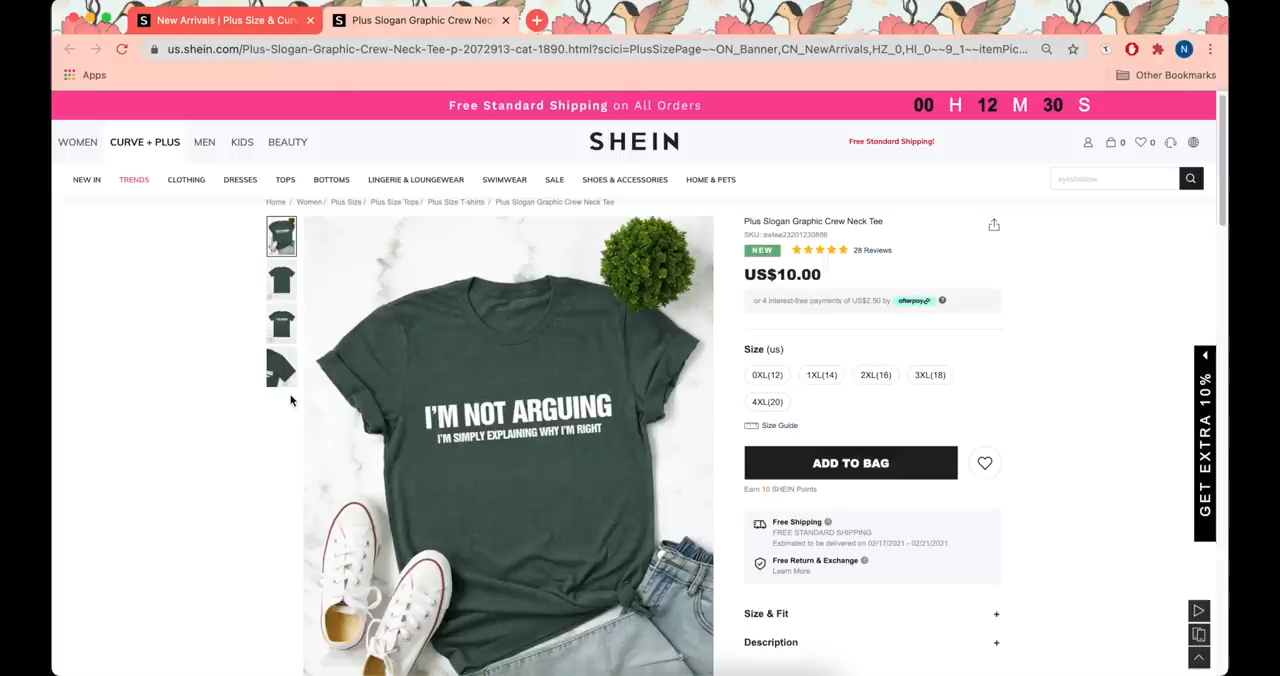 New Arrivals | Plus Size & Cur
Plus Slogan Graphic Crew Nec
us.shein.com/Plus-Slogan-Graphic-Crew-Neck-Tee-p-2072913-cat-1890.html?scici=PlusSizePage~~ON_Banner,CN_NewArrivals,HZ_0,HI_0~~9_1~~itemPic...
N
Apps
Other Bookmarks
Free Standard Shipping on All Orders
00 H 12 M 30 S
WOMEN CURVE + PLUS MEN KIDS BEAUTY
SHEIN
Free Standard Shipping!
0 0
NEW IN TRENDS CLOTHING DRESSES TOPS BOTTOMS LINGERIE & LOUNGEWEAR SWIMWEAR SALE SHOES & ACCESSORIES HOME & PETS
eyeshadow
Home / Women / Plus Size / Plus Size Tops / Plus Size T-shirts / Plus Slogan Graphic Crew Neck Tee
Plus Slogan Graphic Crew Neck Tee
SKU: swtee23201230886
NEW 28 Reviews
US$10.00
or 4 interest-free payments of US$2.50 by afterpay
Size (us)
0XL(12) 1XL(14) 2XL(16) 3XL(18)
4XL(20)
Size Guide
ADD TO BAG
Earn 10 SHEIN Points
Free Shipping
FREE STANDARD SHIPPING
Estimated to be delivered on 02/17/2021 - 02/21/2021.
Free Return & Exchange
Learn More
Size & Fit +
Description +
I'M NOT ARGUING
I'M SIMPLY EXPLAINING WHY I'M RIGHT
GET EXTRA 10%